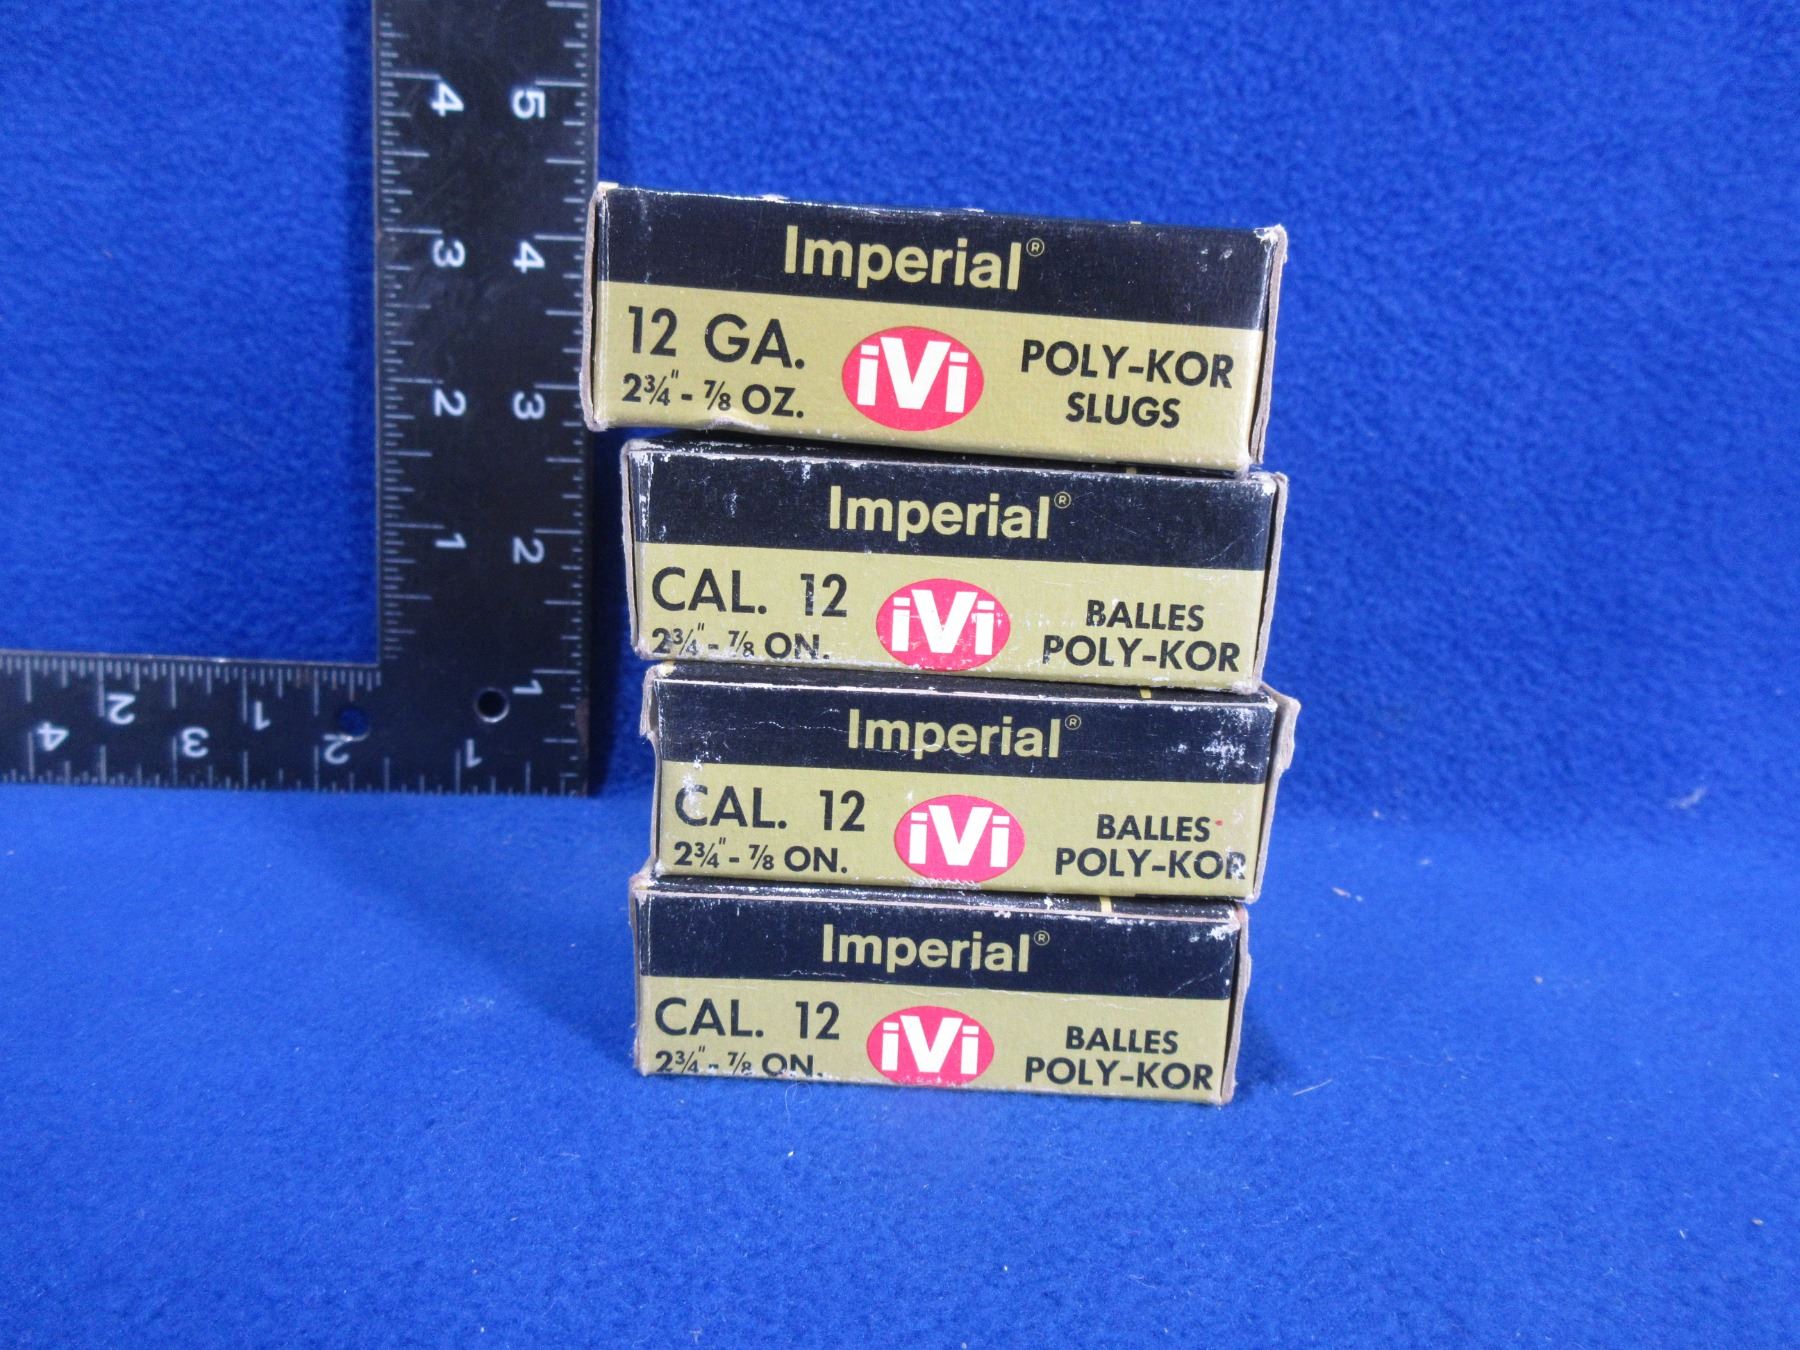 4 5
3 4
2 3
1 2
1
2 1
4 3 2 1
Imperial®
12 GA.
2¾" - ⅞ OZ.
iVi
POLY-KOR
SLUGS
Imperial®
CAL. 12
2¾" - ⅞ ON.
iVi
BALLES
POLY-KOR
Imperial®
CAL. 12
2¾" - ⅞ ON.
iVi
BALLES
POLY-KOR
Imperial®
CAL. 12
2¾" - ⅞ ON.
iVi
BALLES
POLY-KOR